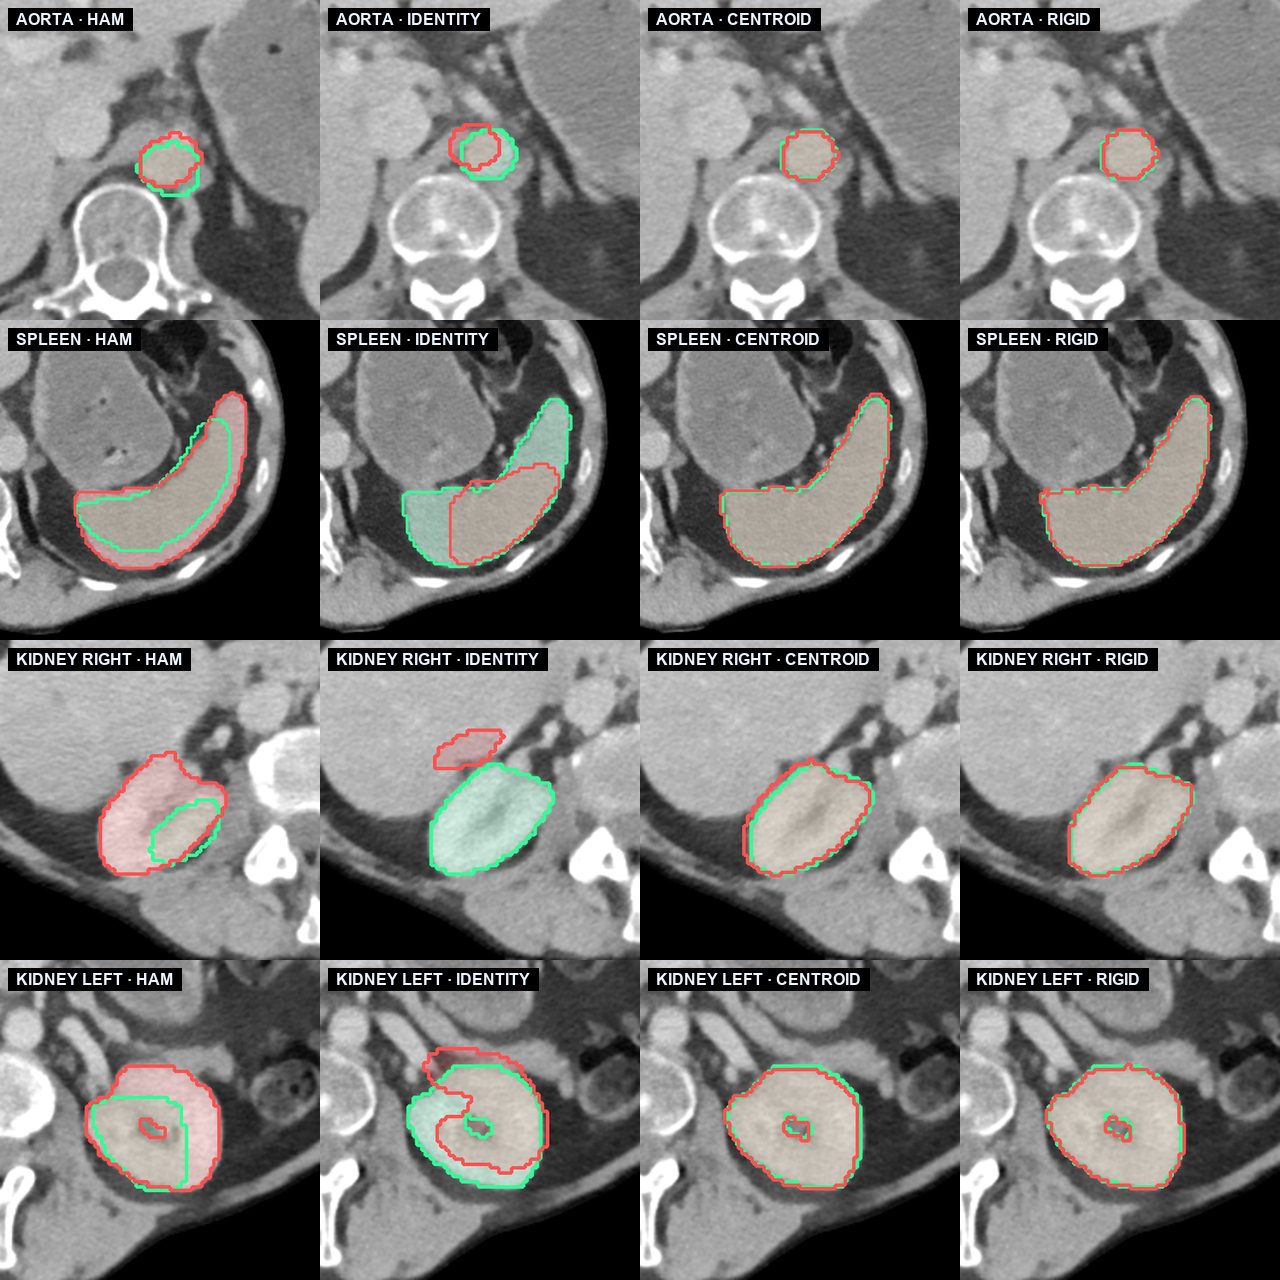 AORTA · HAM
AORTA · IDENTITY
AORTA · CENTROID
AORTA · RIGID
SPLEEN · HAM
SPLEEN · IDENTITY
SPLEEN · CENTROID
SPLEEN · RIGID
KIDNEY RIGHT · HAM
KIDNEY RIGHT · IDENTITY
KIDNEY RIGHT · CENTROID
KIDNEY RIGHT · RIGID
KIDNEY LEFT · HAM
KIDNEY LEFT · IDENTITY
KIDNEY LEFT · CENTROID
KIDNEY LEFT · RIGID